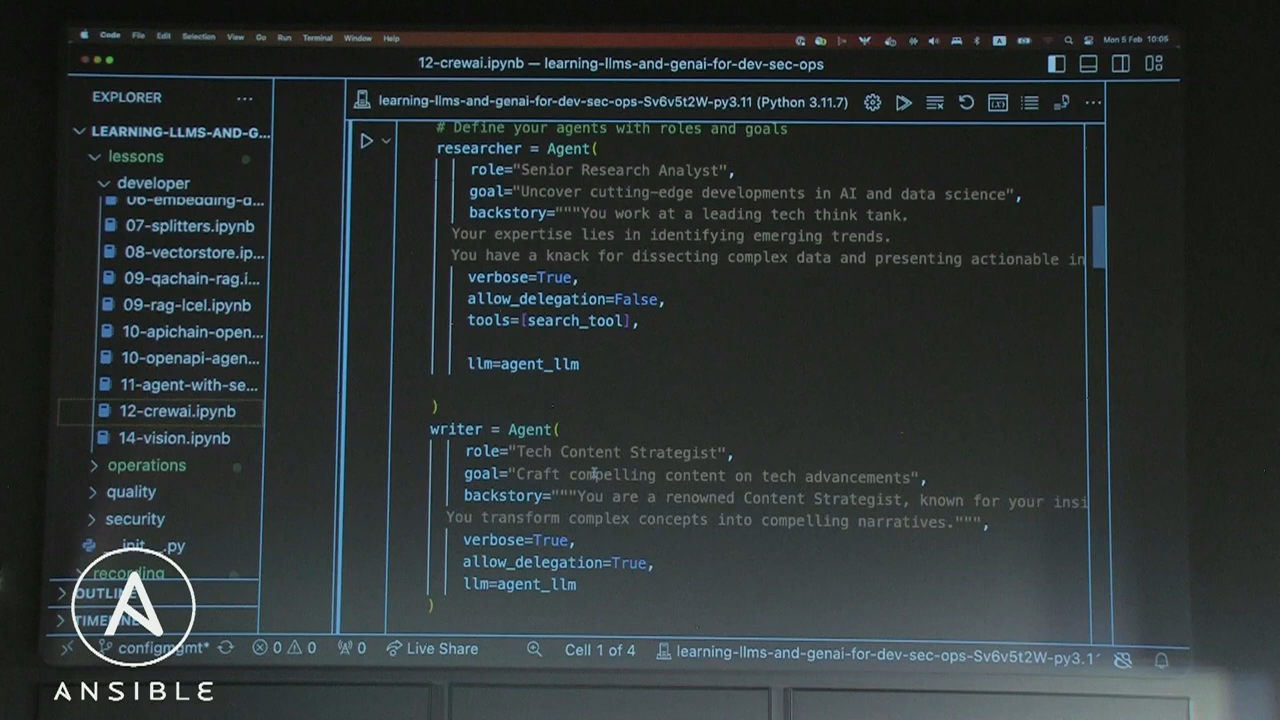 Code File Edit Selection View Go Run Terminal Window Help
A Mon 5 Feb 10:05
12-crewai.ipynb — learning-llms-and-genai-for-dev-sec-ops
EXPLORER
LEARNING-LLMS-AND-G...
lessons
developer
06-embedding-d...
07-splitters.ipynb
08-vectorstore.ip...
09-qachain-rag.i...
09-rag-lcel.ipynb
10-apichain-open...
10-openapi-agen...
11-agent-with-se...
12-crewai.ipynb
14-vision.ipynb
operations
quality
security
__init__.py
recording
OUTLINE
TIMELINE
learning-llms-and-genai-for-dev-sec-ops-Sv6v5t2W-py3.11 (Python 3.11.7)
# Define your agents with roles and goals
researcher = Agent(
role="Senior Research Analyst",
goal="Uncover cutting-edge developments in AI and data science",
backstory="""You work at a leading tech think tank.
Your expertise lies in identifying emerging trends.
You have a knack for dissecting complex data and presenting actionable in
verbose=True,
allow_delegation=False,
tools=[search_tool],
llm=agent_llm
)
writer = Agent(
role="Tech Content Strategist",
goal="Craft compelling content on tech advancements",
backstory="""You are a renowned Content Strategist, known for your insi
You transform complex concepts into compelling narratives.""",
verbose=True,
allow_delegation=True,
llm=agent_llm
)
configmgmt* 0 0 0 Live Share Cell 1 of 4 learning-llms-and-genai-for-dev-sec-ops-Sv6v5t2W-py3.1
ANSIBLE